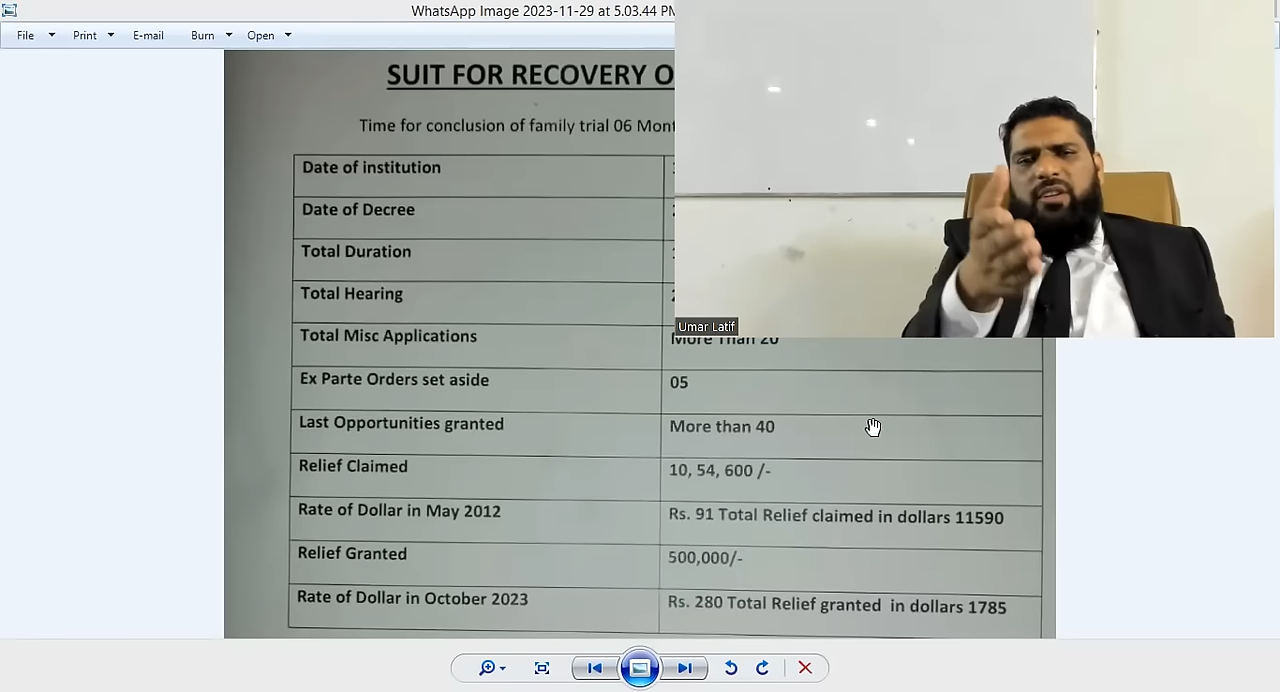 WhatsApp Image 2023-11-29 at 5.03.44 PM
File Print E-mail Burn Open
SUIT FOR RECOVERY O
Time for conclusion of family trial 06 Mont
Date of institution
Date of Decree
Total Duration
Total Hearing
Umar Latif
Total Misc Applications More Than 20
Ex Parte Orders set aside 05
Last Opportunities granted More than 40
Relief Claimed 10, 54, 600 /-
Rate of Dollar in May 2012 Rs. 91 Total Relief claimed in dollars 11590
Relief Granted 500,000/-
Rate of Dollar in October 2023 Rs. 280 Total Relief granted in dollars 1785